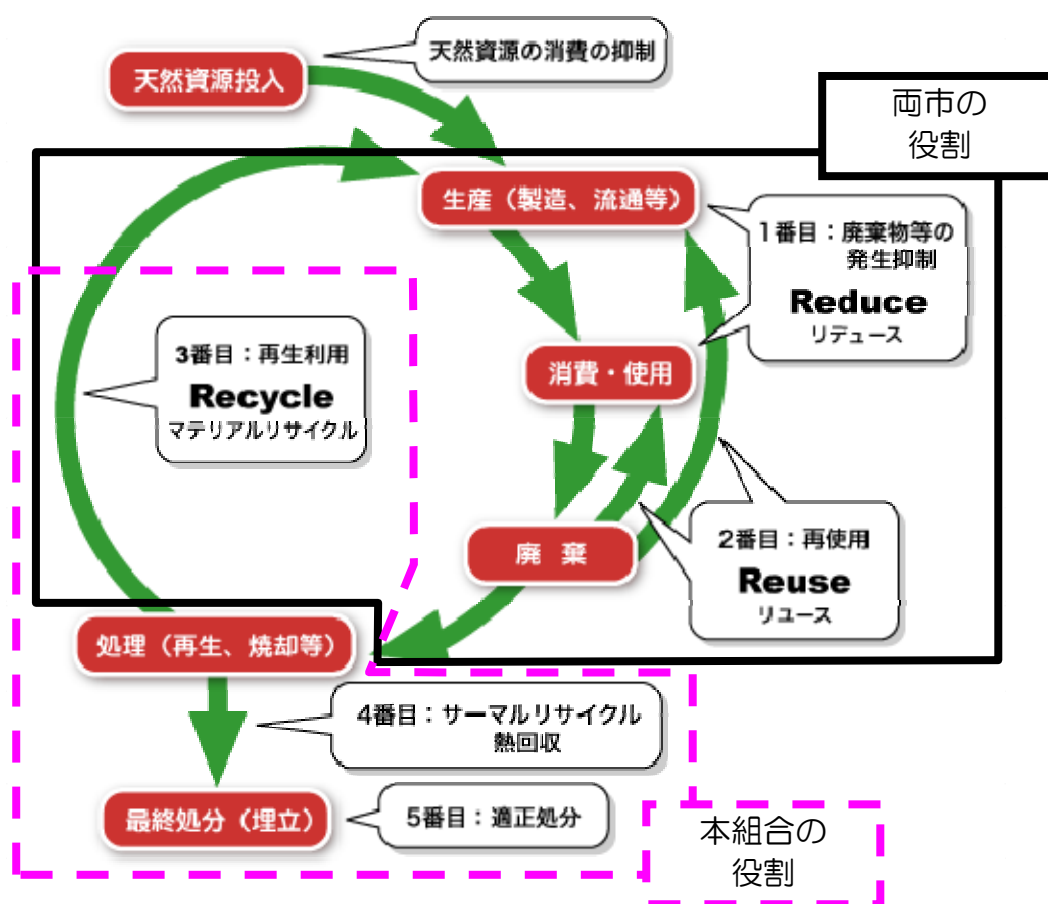 天然資源の消費の抑制
天然資源投入
両市の
役割
生産（製造、流通等）
1番目：廃棄物等の
発生抑制
Reduce
リデュース
3番目：再生利用
Recycle
マテリアルリサイクル
消費・使用
廃 棄
2番目：再使用
Reuse
リユース
処理（再生、焼却等）
4番目：サーマルリサイクル
熱回収
最終処分（埋立）
5番目：適正処分
本組合の
役割